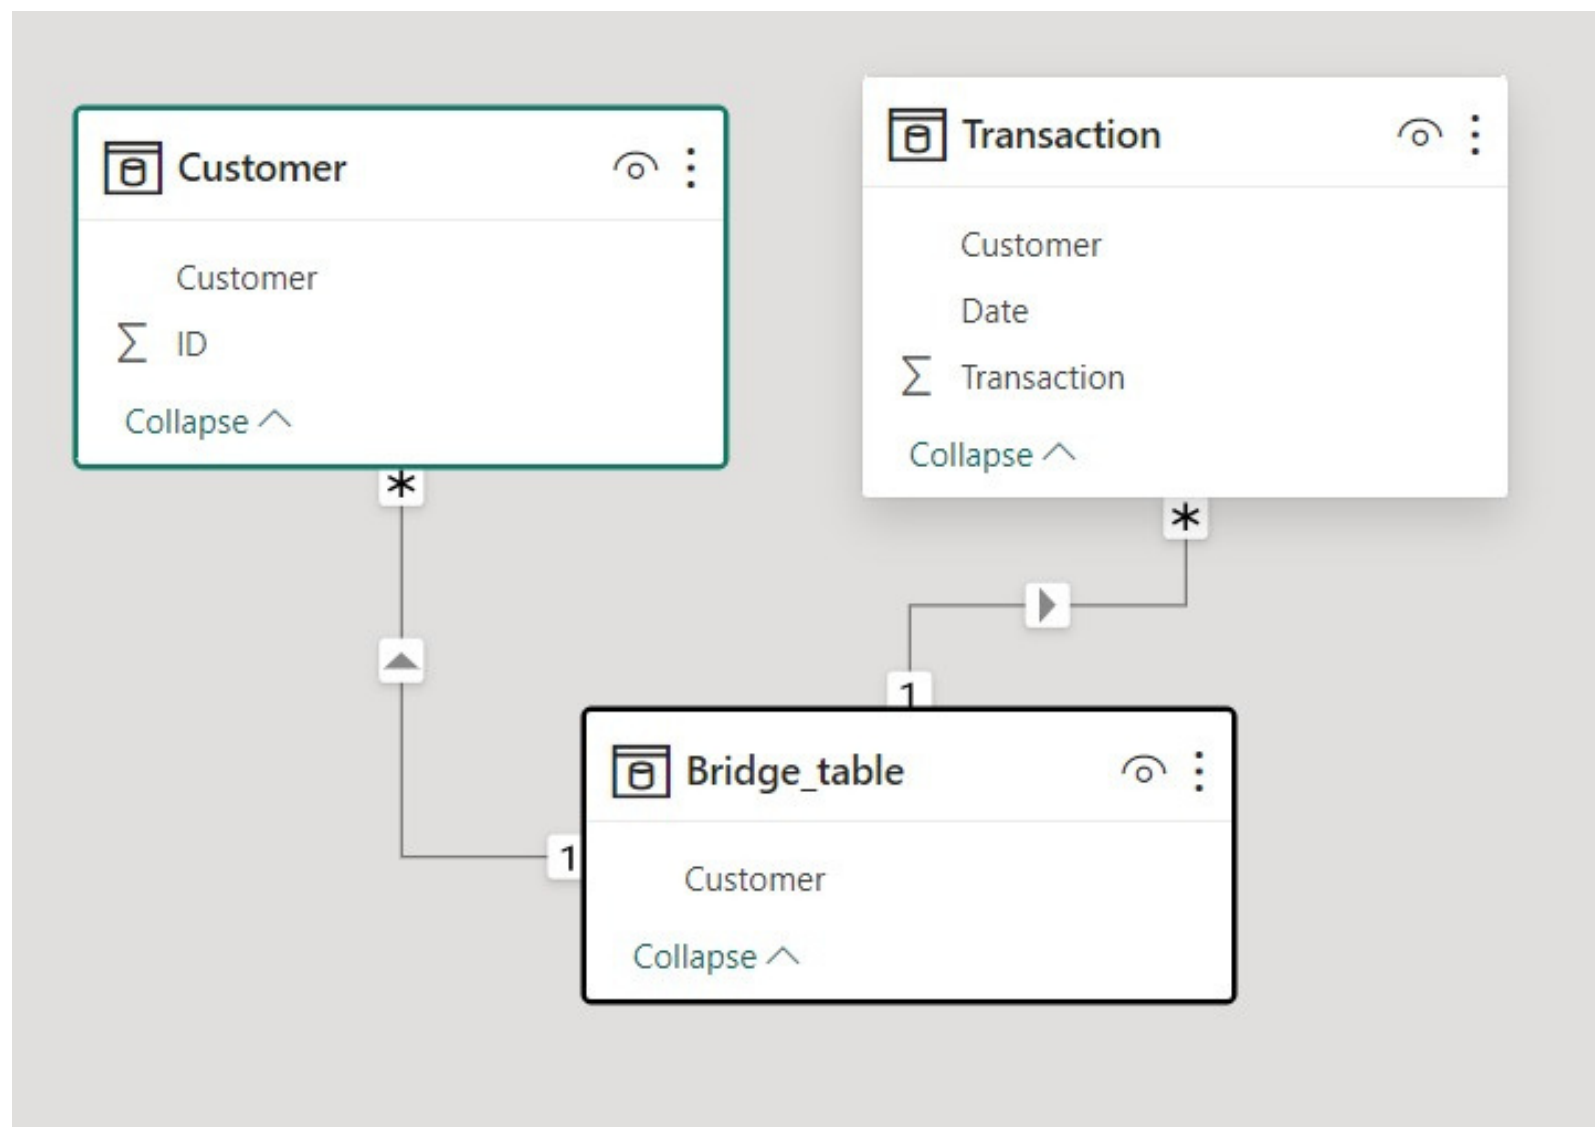 Customer
Customer
∑ ID
Collapse
*
Transaction
Customer
Date
∑ Transaction
Collapse
*
1
1
Bridge_table
Customer
Collapse